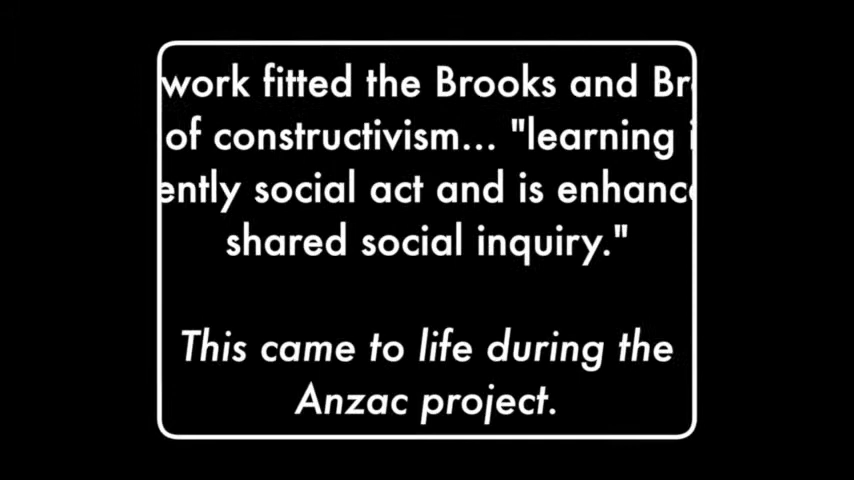 work fitted the Brooks and Br
of constructivism... "learning i
ently social act and is enhanc
shared social inquiry."
This came to life during the
Anzac project.